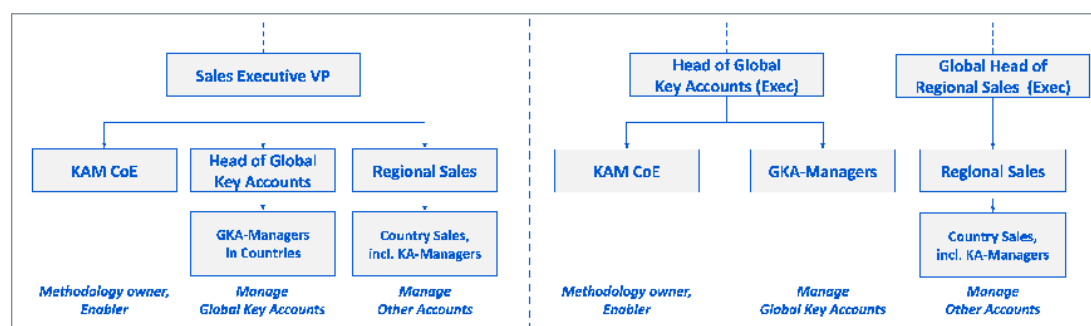 Sales Executive VP
KAM CoE
Head of Global
Key Accounts
Regional Sales
GKA-Managers
in Countries
Country Sales,
incl. KA-Managers
Methodology owner,
Enabler
Manage
Global Key Accounts
Manage
Other Accounts
Head of Global
Key Accounts (Exec)
Global Head of
Regional Sales (Exec)
KAM CoE
GKA-Managers
Regional Sales
Country Sales,
incl. KA-Managers
Methodology owner,
Enabler
Manage
Global Key Accounts
Manage
Other Accounts